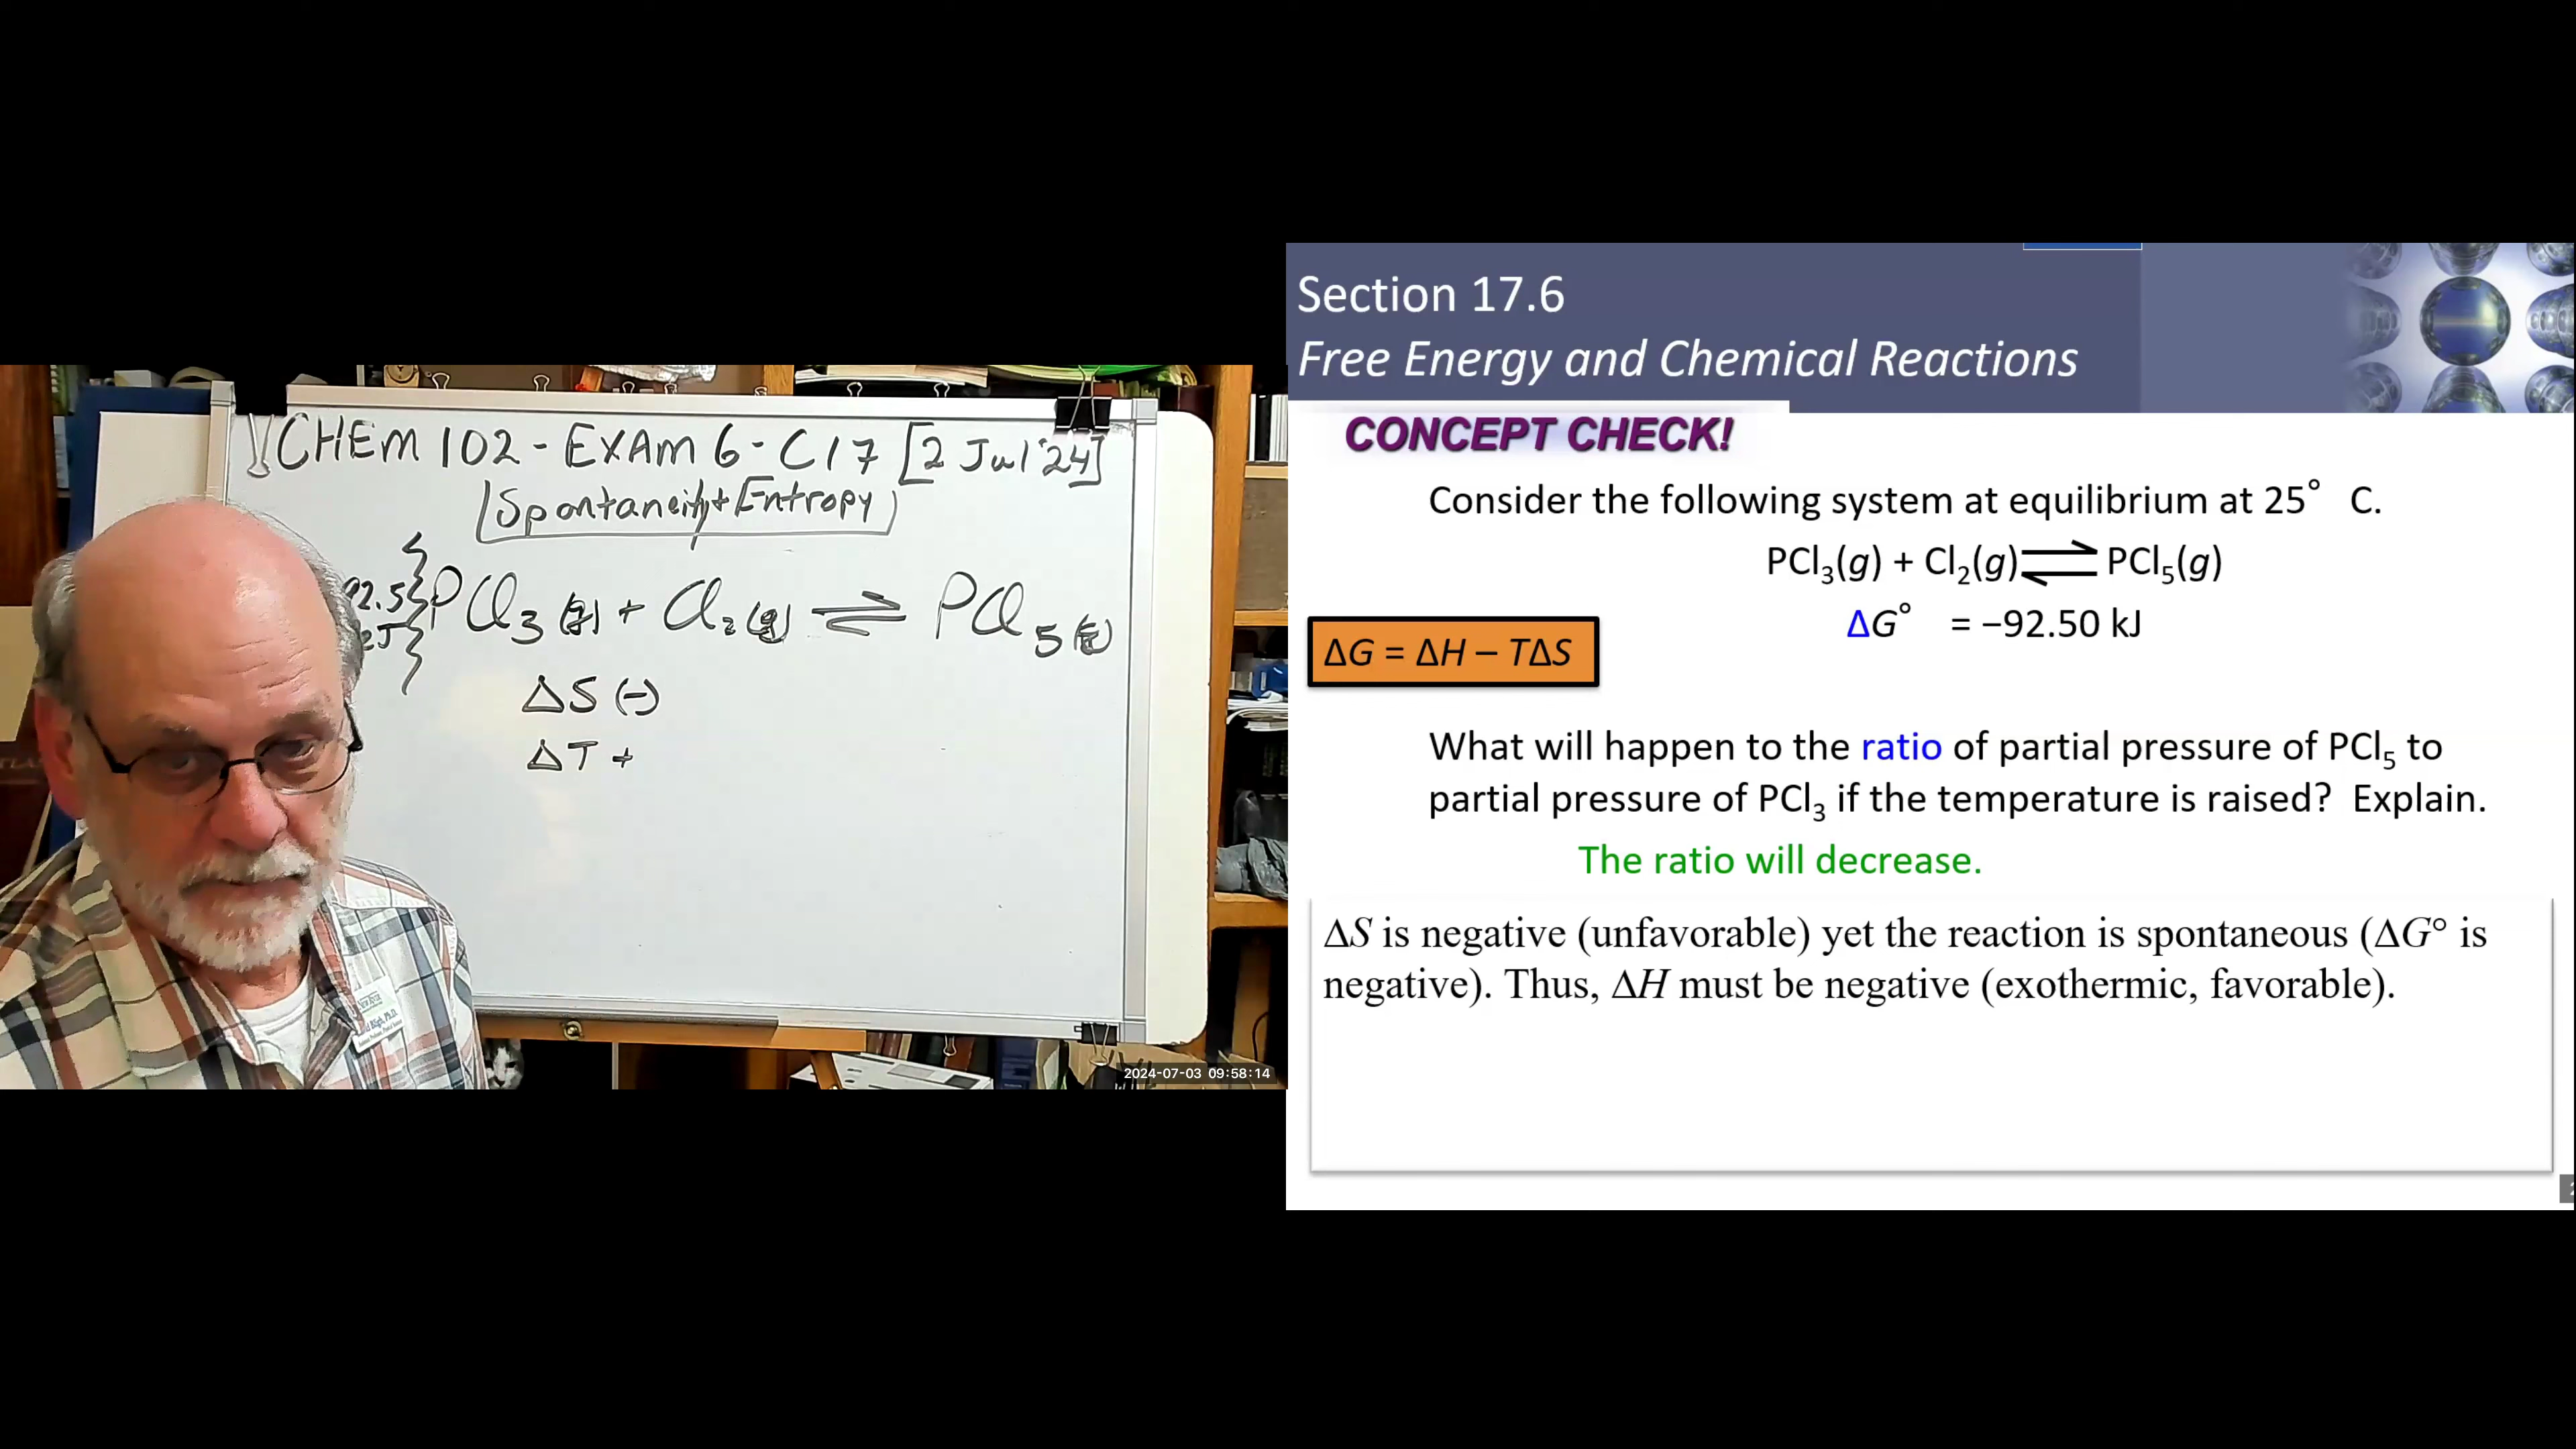 CHEM 102 - EXAM 6 - C17 [2 Jul '24]
Spontaneity + Entropy
92.5
PCl3 (g) + Cl2 (g) ⇌ PCl5 (g)
ΔS (-)
ΔT +
2024-07-03 09:58:14
Section 17.6
Free Energy and Chemical Reactions
CONCEPT CHECK!
Consider the following system at equilibrium at 25° C.
PCl3(g) + Cl2(g) ⇌ PCl5(g)
ΔG° = −92.50 kJ
ΔG = ΔH – TΔS
What will happen to the ratio of partial pressure of PCl5 to
partial pressure of PCl3 if the temperature is raised? Explain.
The ratio will decrease.
ΔS is negative (unfavorable) yet the reaction is spontaneous (ΔG° is
negative). Thus, ΔH must be negative (exothermic, favorable).